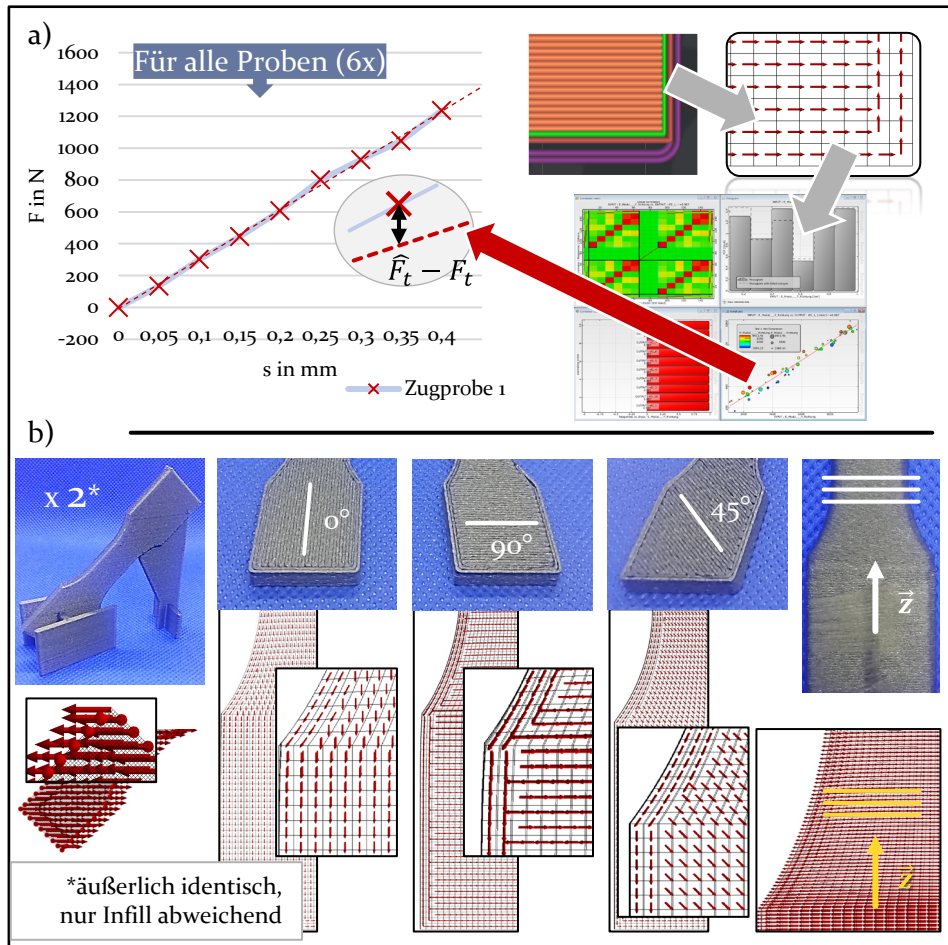 a)
1600
1400
1200
1000
800
600
400
200
0
-200
F in N
Für alle Proben (6x)
F̂t − Ft
0 0,05 0,1 0,15 0,2 0,25 0,3 0,35 0,4
s in mm
Zugprobe 1
b)
x 2*
0°
90°
45°
z⃗
z⃗
*äußerlich identisch,
nur Infill abweichend